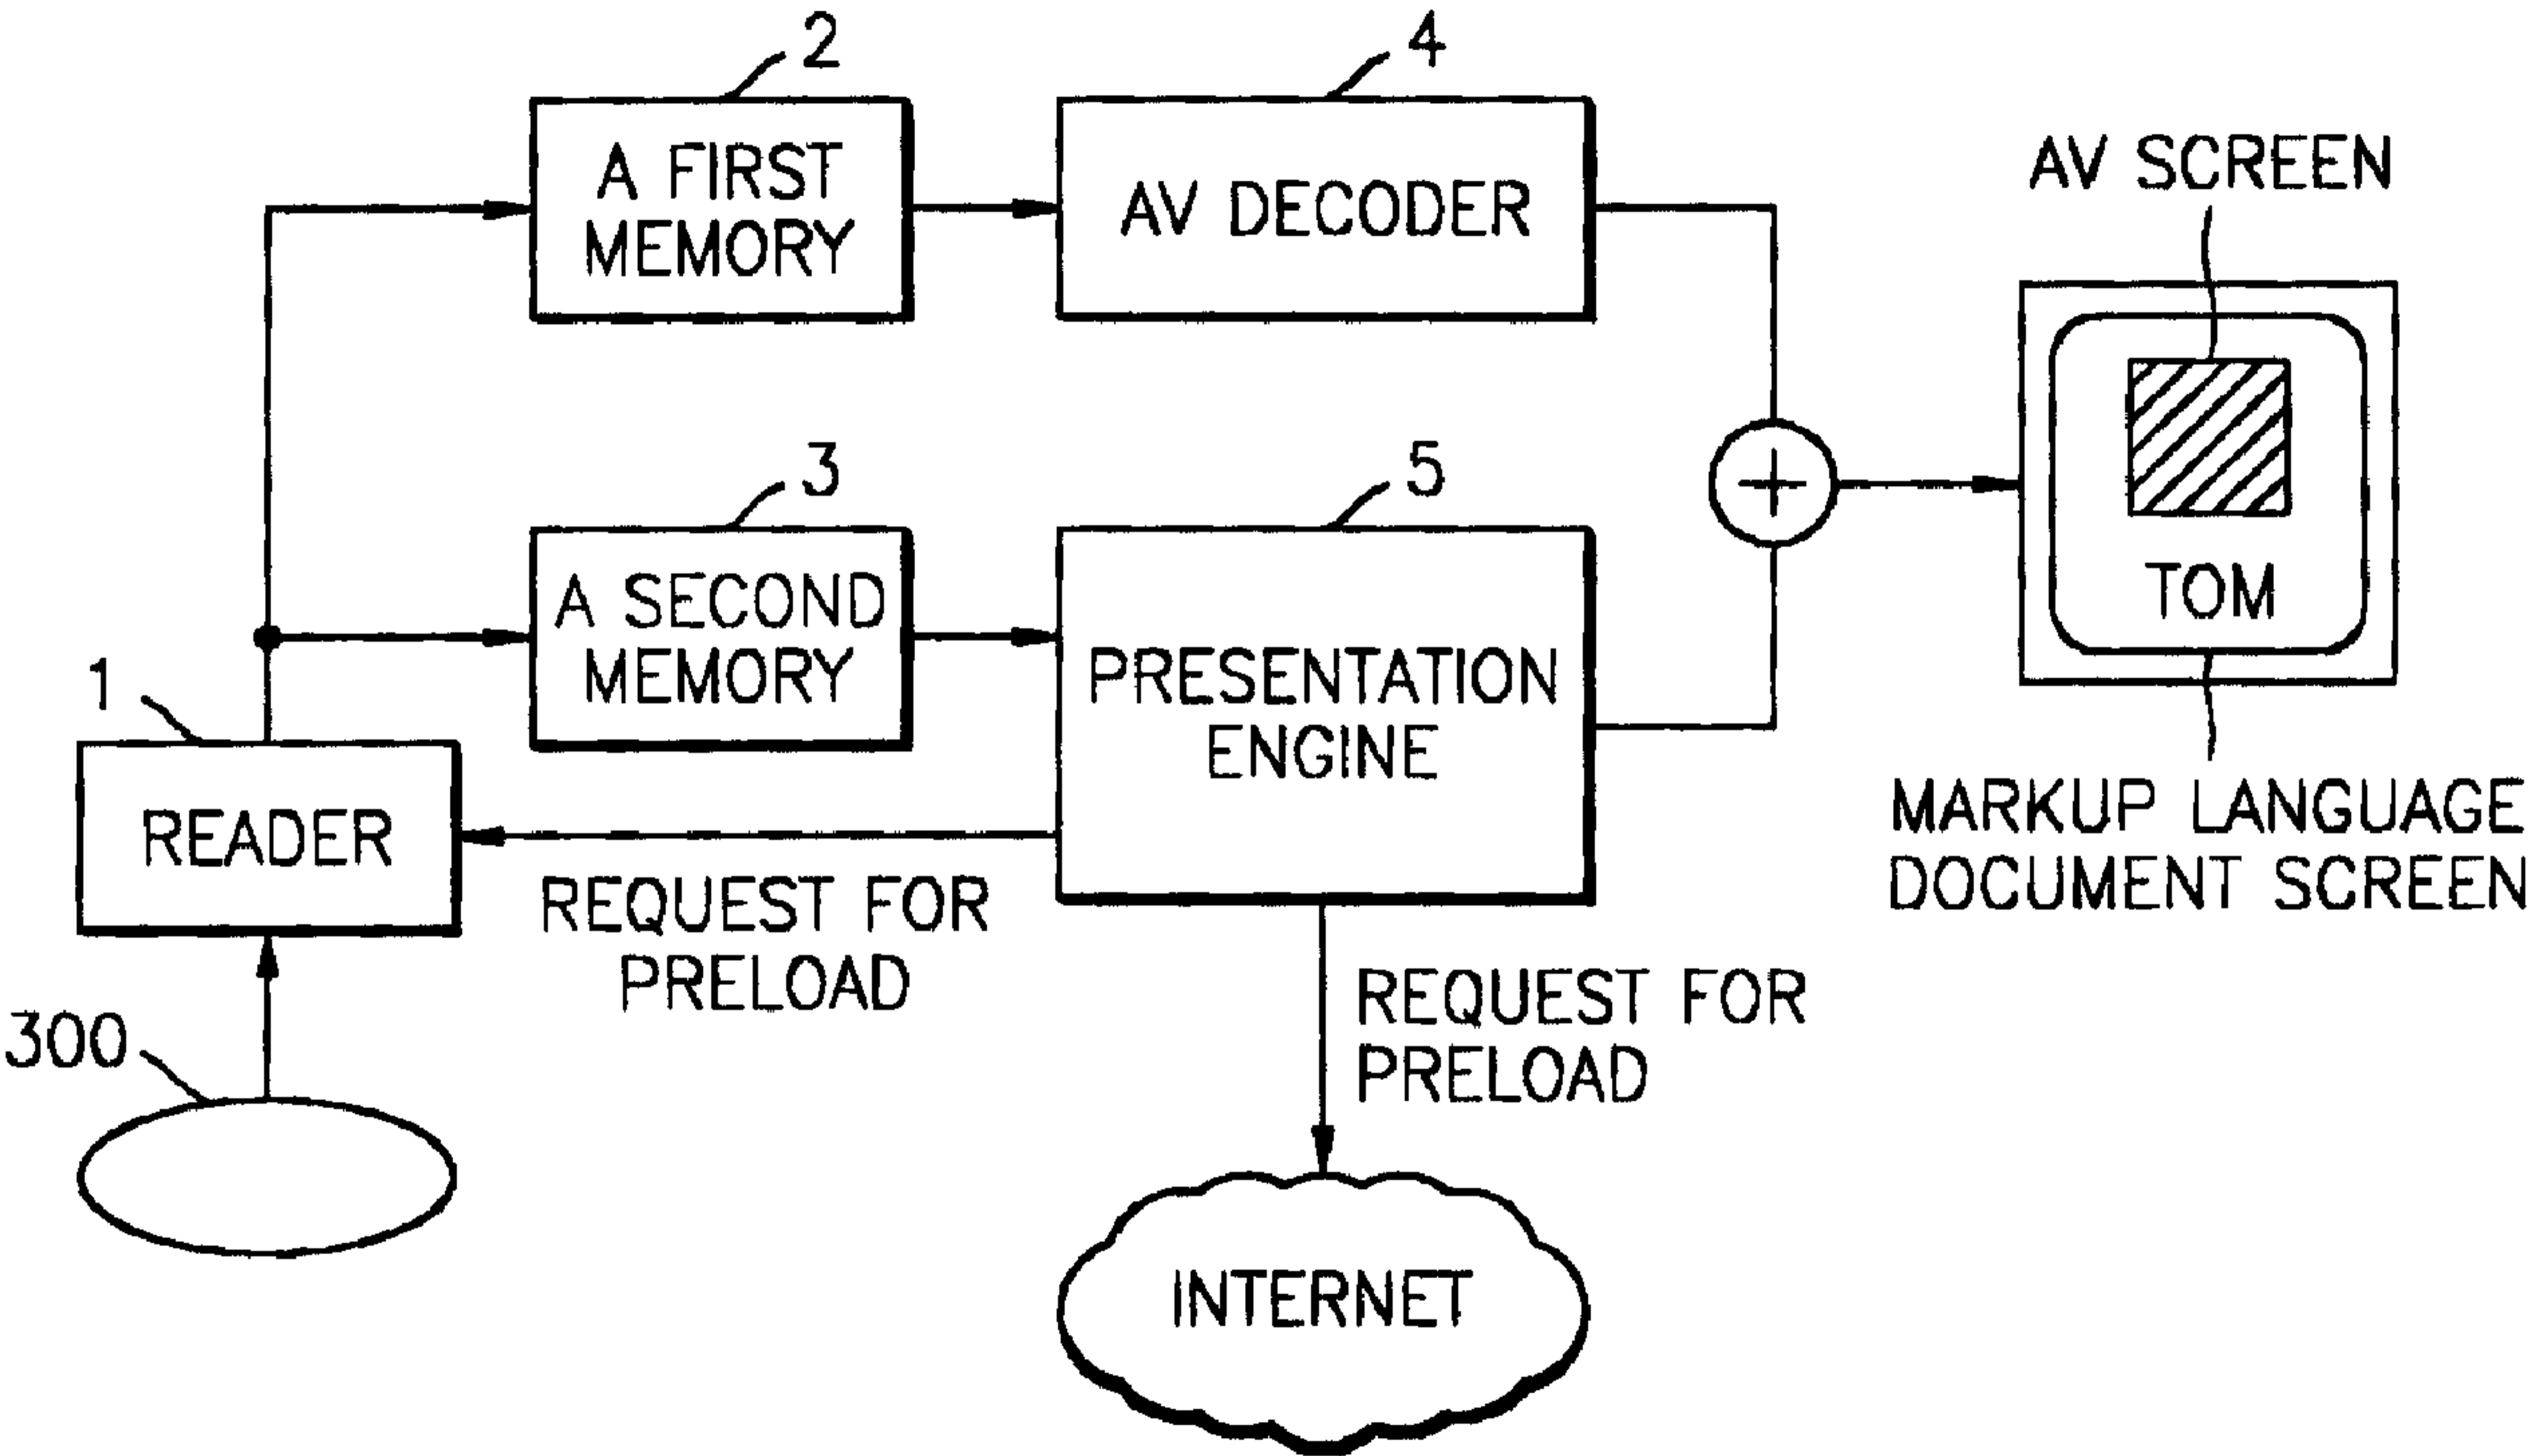 2
4
A FIRST
MEMORY
AV DECODER
AV SCREEN
3
5
A SECOND
MEMORY
PRESENTATION
ENGINE
+
TOM
1
READER
MARKUP LANGUAGE
DOCUMENT SCREEN
REQUEST FOR
PRELOAD
REQUEST FOR
PRELOAD
300
INTERNET